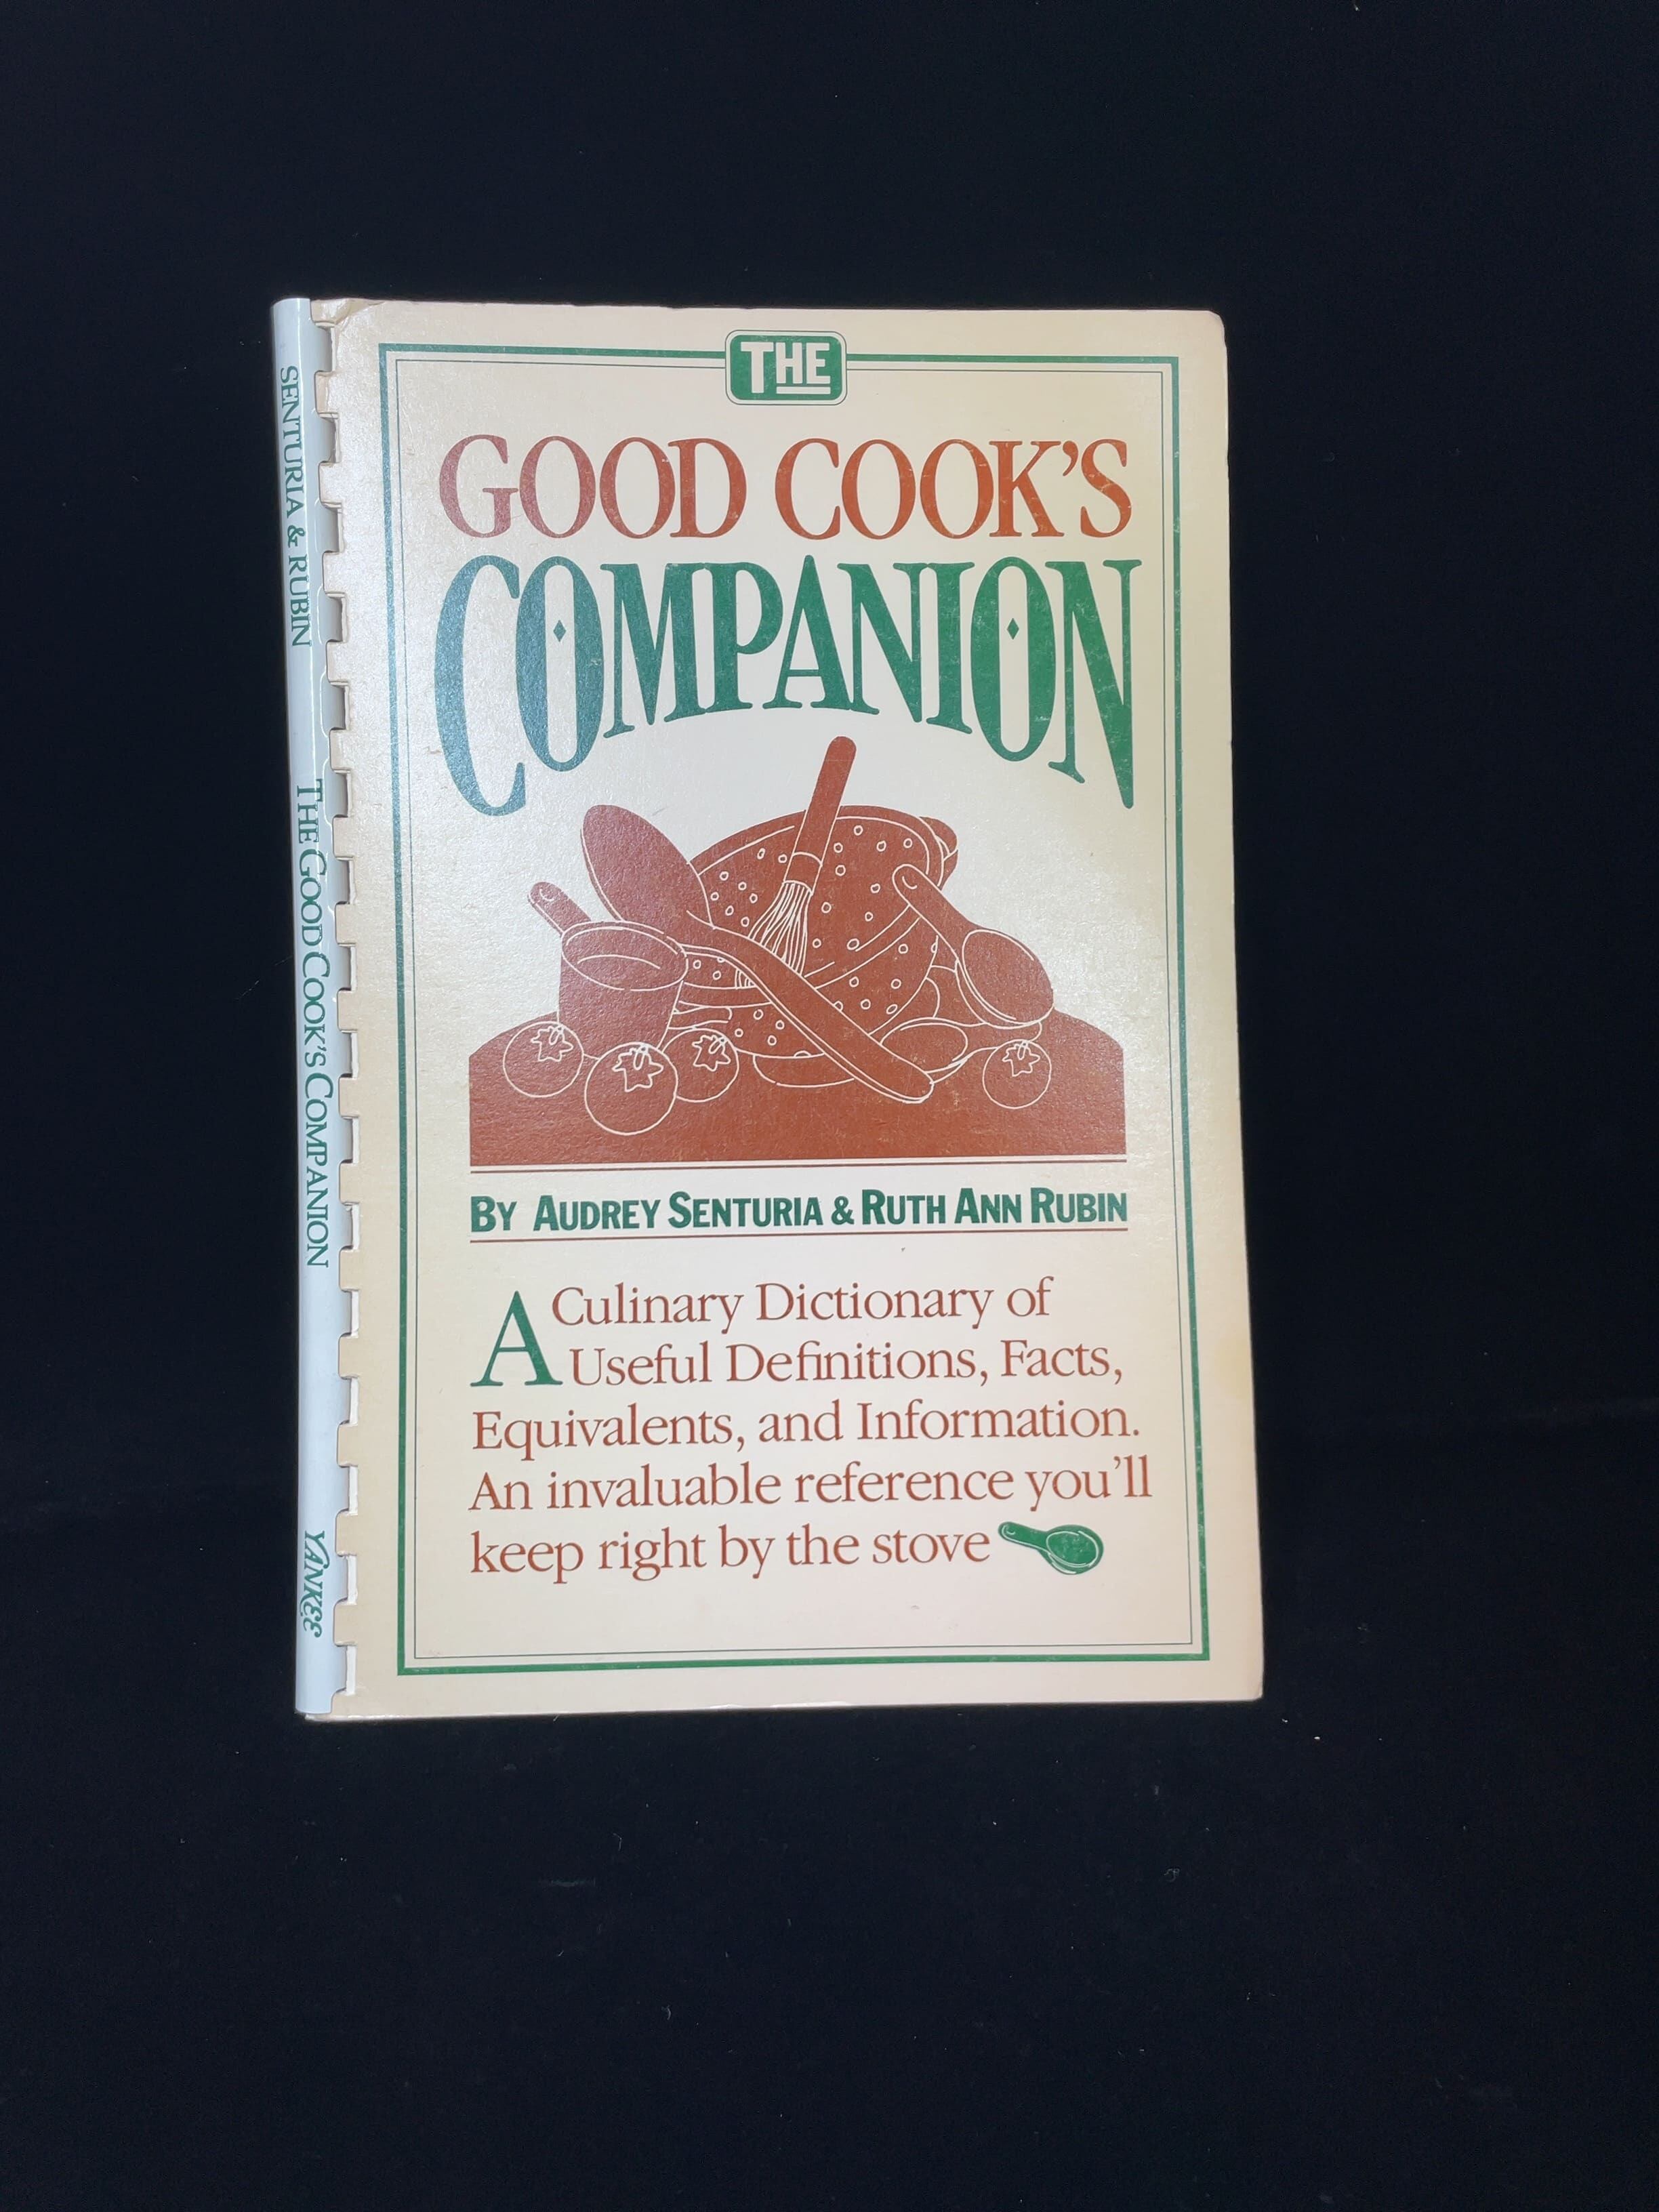 THE
GOOD COOK'S
COMPANION
BY AUDREY SENTURIA & RUTH ANN RUBIN
A Culinary Dictionary of
Useful Definitions, Facts,
Equivalents, and Information.
An invaluable reference you'll
keep right by the stove
SENTURIA & RUBIN THE GOOD COOK'S COMPANION YANKEE